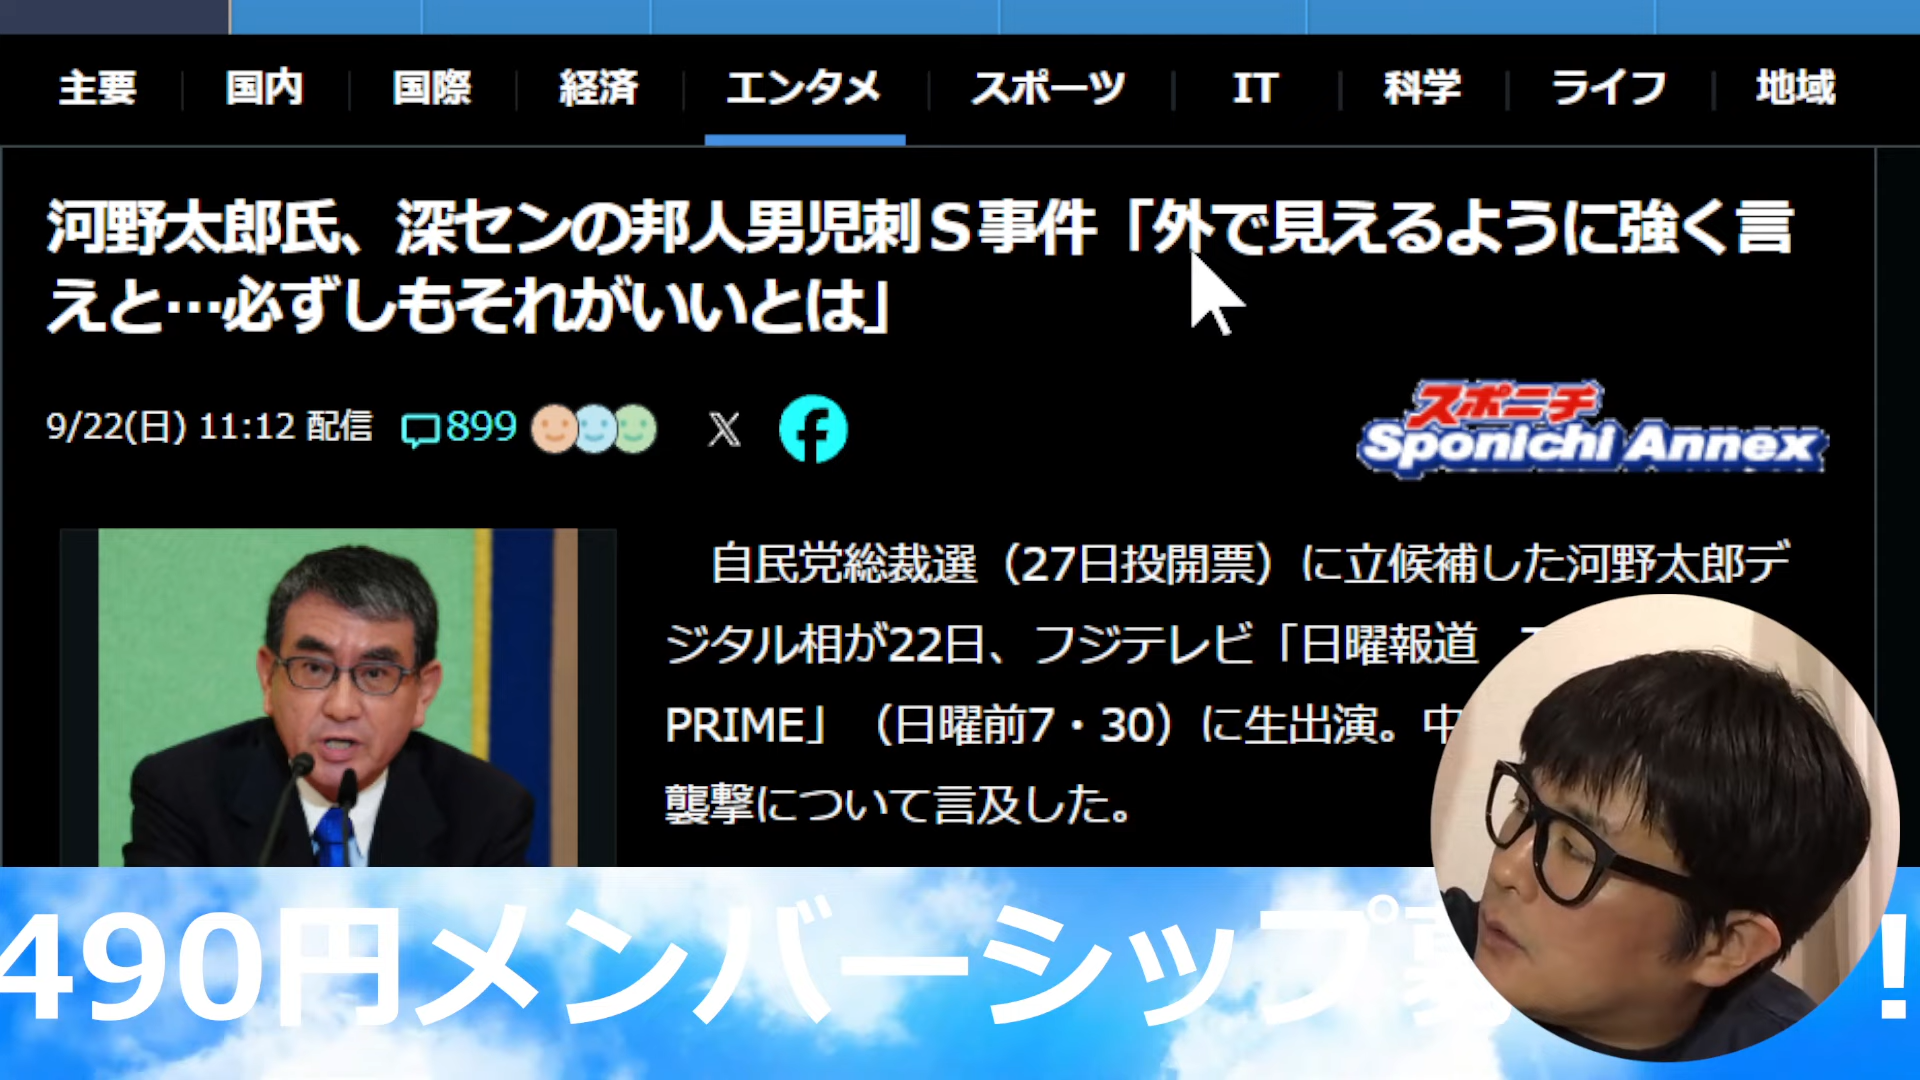 主要 国内 国際 経済 エンタメ スポーツ IT 科学 ライフ 地域
河野太郎氏、深センの邦人男児刺S事件「外で見えるように強く言
えと…必ずしもそれがいいとは」
9/22(日) 11:12 配信 899
スポニチ
Sponichi Annex
自民党総裁選（27日投開票）に立候補した河野太郎デ
ジタル相が22日、フジテレビ「日曜報道
PRIME」（日曜前7・30）に生出演。中
襲撃について言及した。
490円メンバーシップ募 !